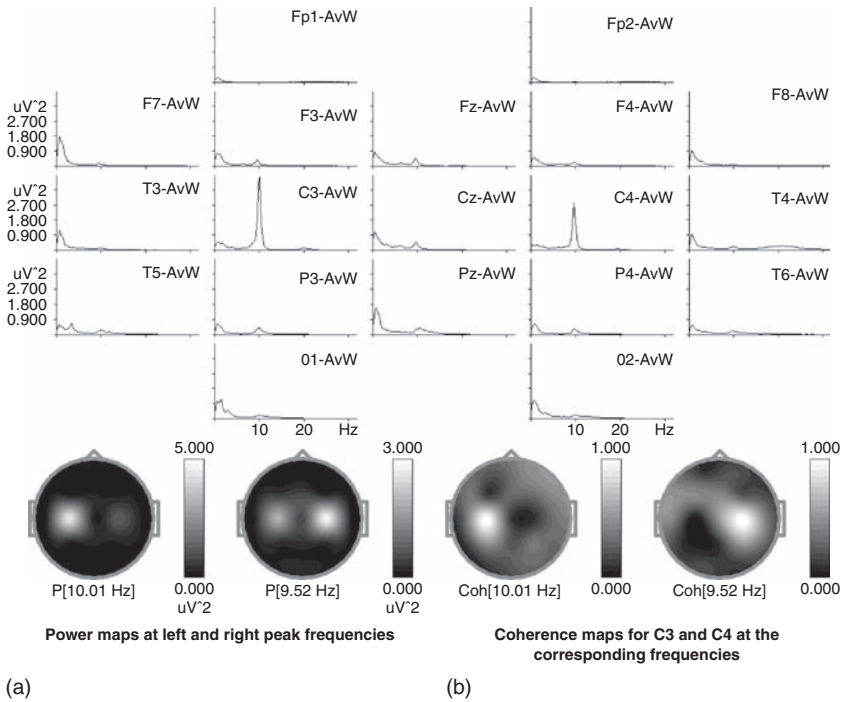 Fp1-AvW
Fp2-AvW
uV^2
2.700
1.800
0.900
F7-AvW
F3-AvW
Fz-AvW
F4-AvW
F8-AvW
uV^2
2.700
1.800
0.900
T3-AvW
C3-AvW
Cz-AvW
C4-AvW
T4-AvW
uV^2
2.700
1.800
0.900
T5-AvW
P3-AvW
Pz-AvW
P4-AvW
T6-AvW
01-AvW
02-AvW
10 20 Hz
10 20 Hz
5.000
3.000
1.000
1.000
0.000
0.000
0.000
0.000
P[10.01 Hz]
uV^2
P[9.52 Hz]
uV^2
Coh[10.01 Hz]
Coh[9.52 Hz]
Power maps at left and right peak frequencies
Coherence maps for C3 and C4 at the
corresponding frequencies
(a)
(b)